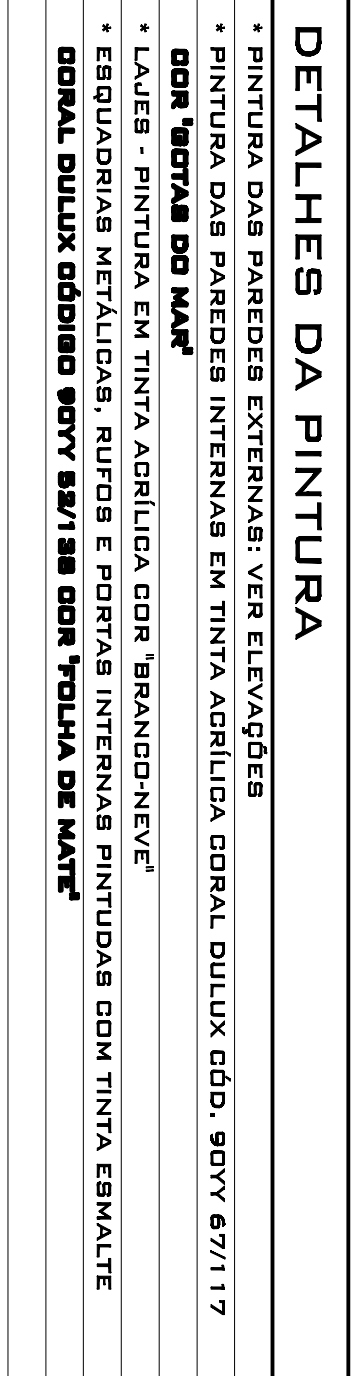 DETALHES DA PINTURA
* PINTURA DAS PAREDES EXTERNAS: VER ELEVAÇÕES
* PINTURA DAS PAREDES INTERNAS EM TINTA ACRÍLICA CORAL DULUX CÓD. 90YY 67/117
COR "GOTAS DO MAR"
* LAJES - PINTURA EM TINTA ACRÍLICA COR "BRANCO-NEVE"
* ESQUADRIAS METÁLICAS, RUFOS E PORTAS INTERNAS PINTUDAS COM TINTA ESMALTE
CORAL DULUX CÓDIGO 90YY 52/138 COR "FOLHA DE MATE"